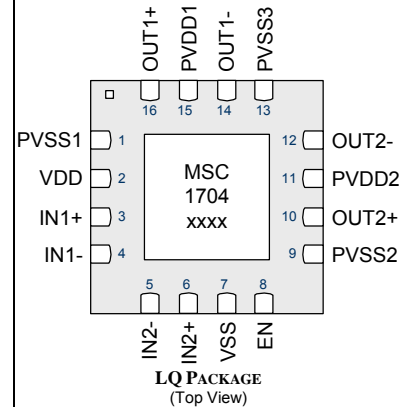 OUT1+
PVDD1
OUT1-
PVSS3
16
15
14
13
PVSS1 1
VDD 2
IN1+ 3
IN1- 4
MSC
1704
xxxx
12 OUT2-
11 PVDD2
10 OUT2+
9 PVSS2
5
6
7
8
IN2-
IN2+
VSS
EN
LQ PACKAGE
(Top View)